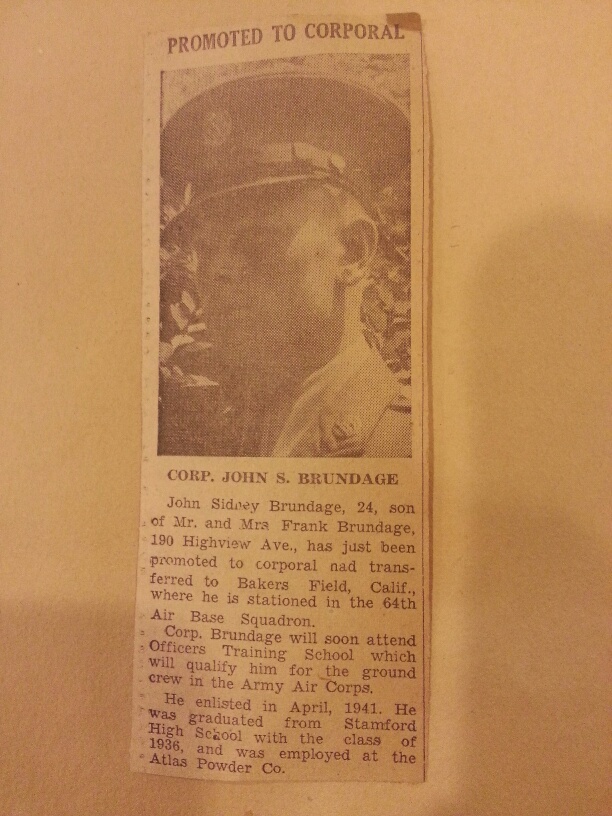 PROMOTED TO CORPORAL
CORP. JOHN S. BRUNDAGE
John Sidney Brundage, 24, son
of Mr. and Mrs Frank Brundage,
190 Highview Ave., has just been
promoted to corporal nad trans-
ferred to Bakers Field, Calif.,
where he is stationed in the 64th
Air Base Squadron.
Corp. Brundage will soon attend
Officers Training School which
will qualify him for the ground
crew in the Army Air Corps.
He enlisted in April, 1941. He
was graduated from Stamford
High School with the class of
1936, and was employed at the
Atlas Powder Co.